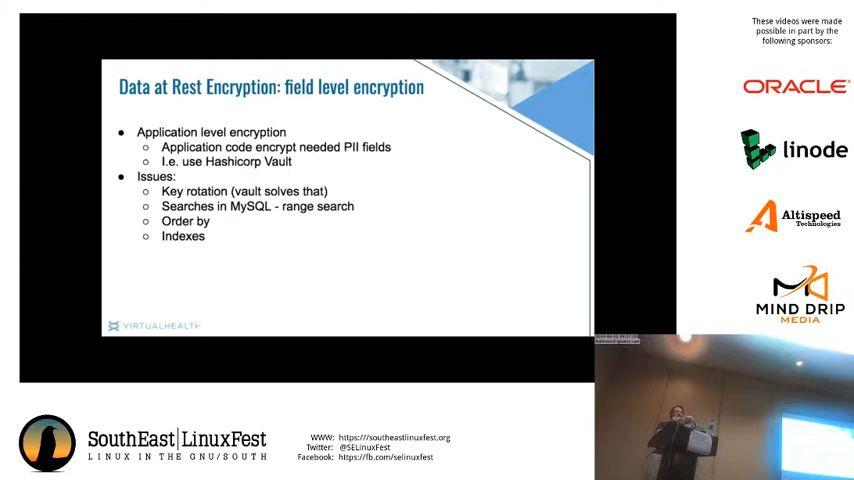 These videos were made
possible in part by the
following sponsors:
ORACLE
linode
Altispeed
Technologies
MIND DRIP
MEDIA
Data at Rest Encryption: field level encryption
● Application level encryption
○ Application code encrypt needed PII fields
○ I.e. use Hashicorp Vault
● Issues:
○ Key rotation (vault solves that)
○ Searches in MySQL - range search
○ Order by
○ Indexes
VIRTUALHEALTH
SouthEast|LinuxFest
LINUX IN THE GNU/SOUTH
WWW: https:///southeastlinuxfest.org
Twitter: @SELinuxFest
Facebook: https://fb.com/selinuxfest